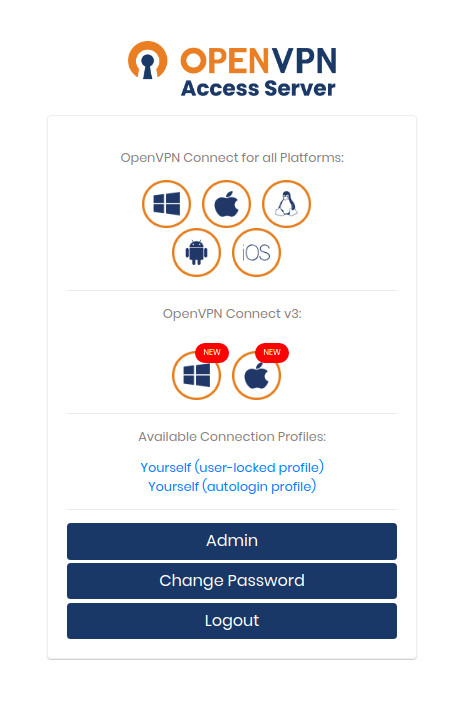 OPENVPN
Access Server
OpenVPN Connect for all Platforms:
iOS
OpenVPN Connect v3:
NEW NEW
Available Connection Profiles:
Yourself (user-locked profile)
Yourself (autologin profile)
Admin
Change Password
Logout